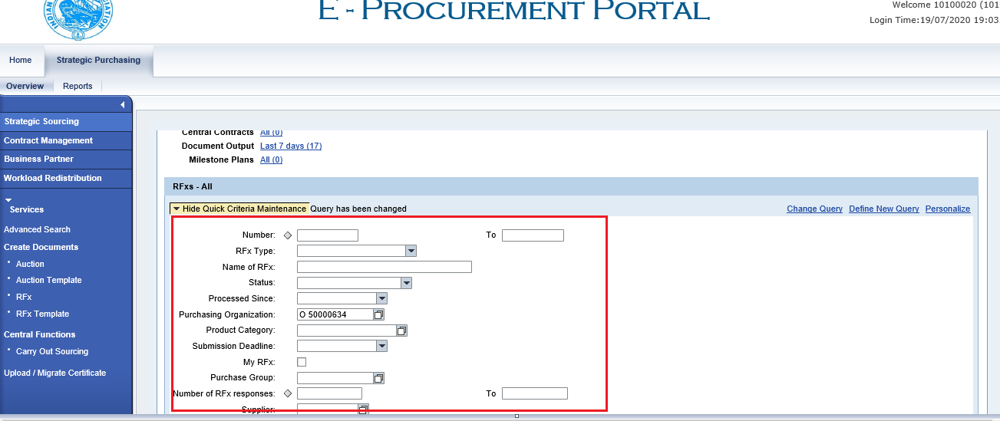 INDIAN ASSOCIATION
E - PROCUREMENT PORTAL
Welcome 10100020 (101
Login Time:19/07/2020 19:03
Home Strategic Purchasing
Overview Reports
Strategic Sourcing
Contract Management
Business Partner
Workload Redistribution
Services
Advanced Search
Create Documents
Auction
Auction Template
RFx
RFx Template
Central Functions
Carry Out Sourcing
Upload / Migrate Certificate
Central Contracts All (0)
Document Output Last 7 days (17)
Milestone Plans All (0)
RFxs - All
Hide Quick Criteria Maintenance Query has been changed Change Query Define New Query Personalize
Number: To
RFx Type:
Name of RFx:
Status:
Processed Since:
Purchasing Organization: O 50000634
Product Category:
Submission Deadline:
My RFx:
Purchase Group:
Number of RFx responses: To
Supplier: